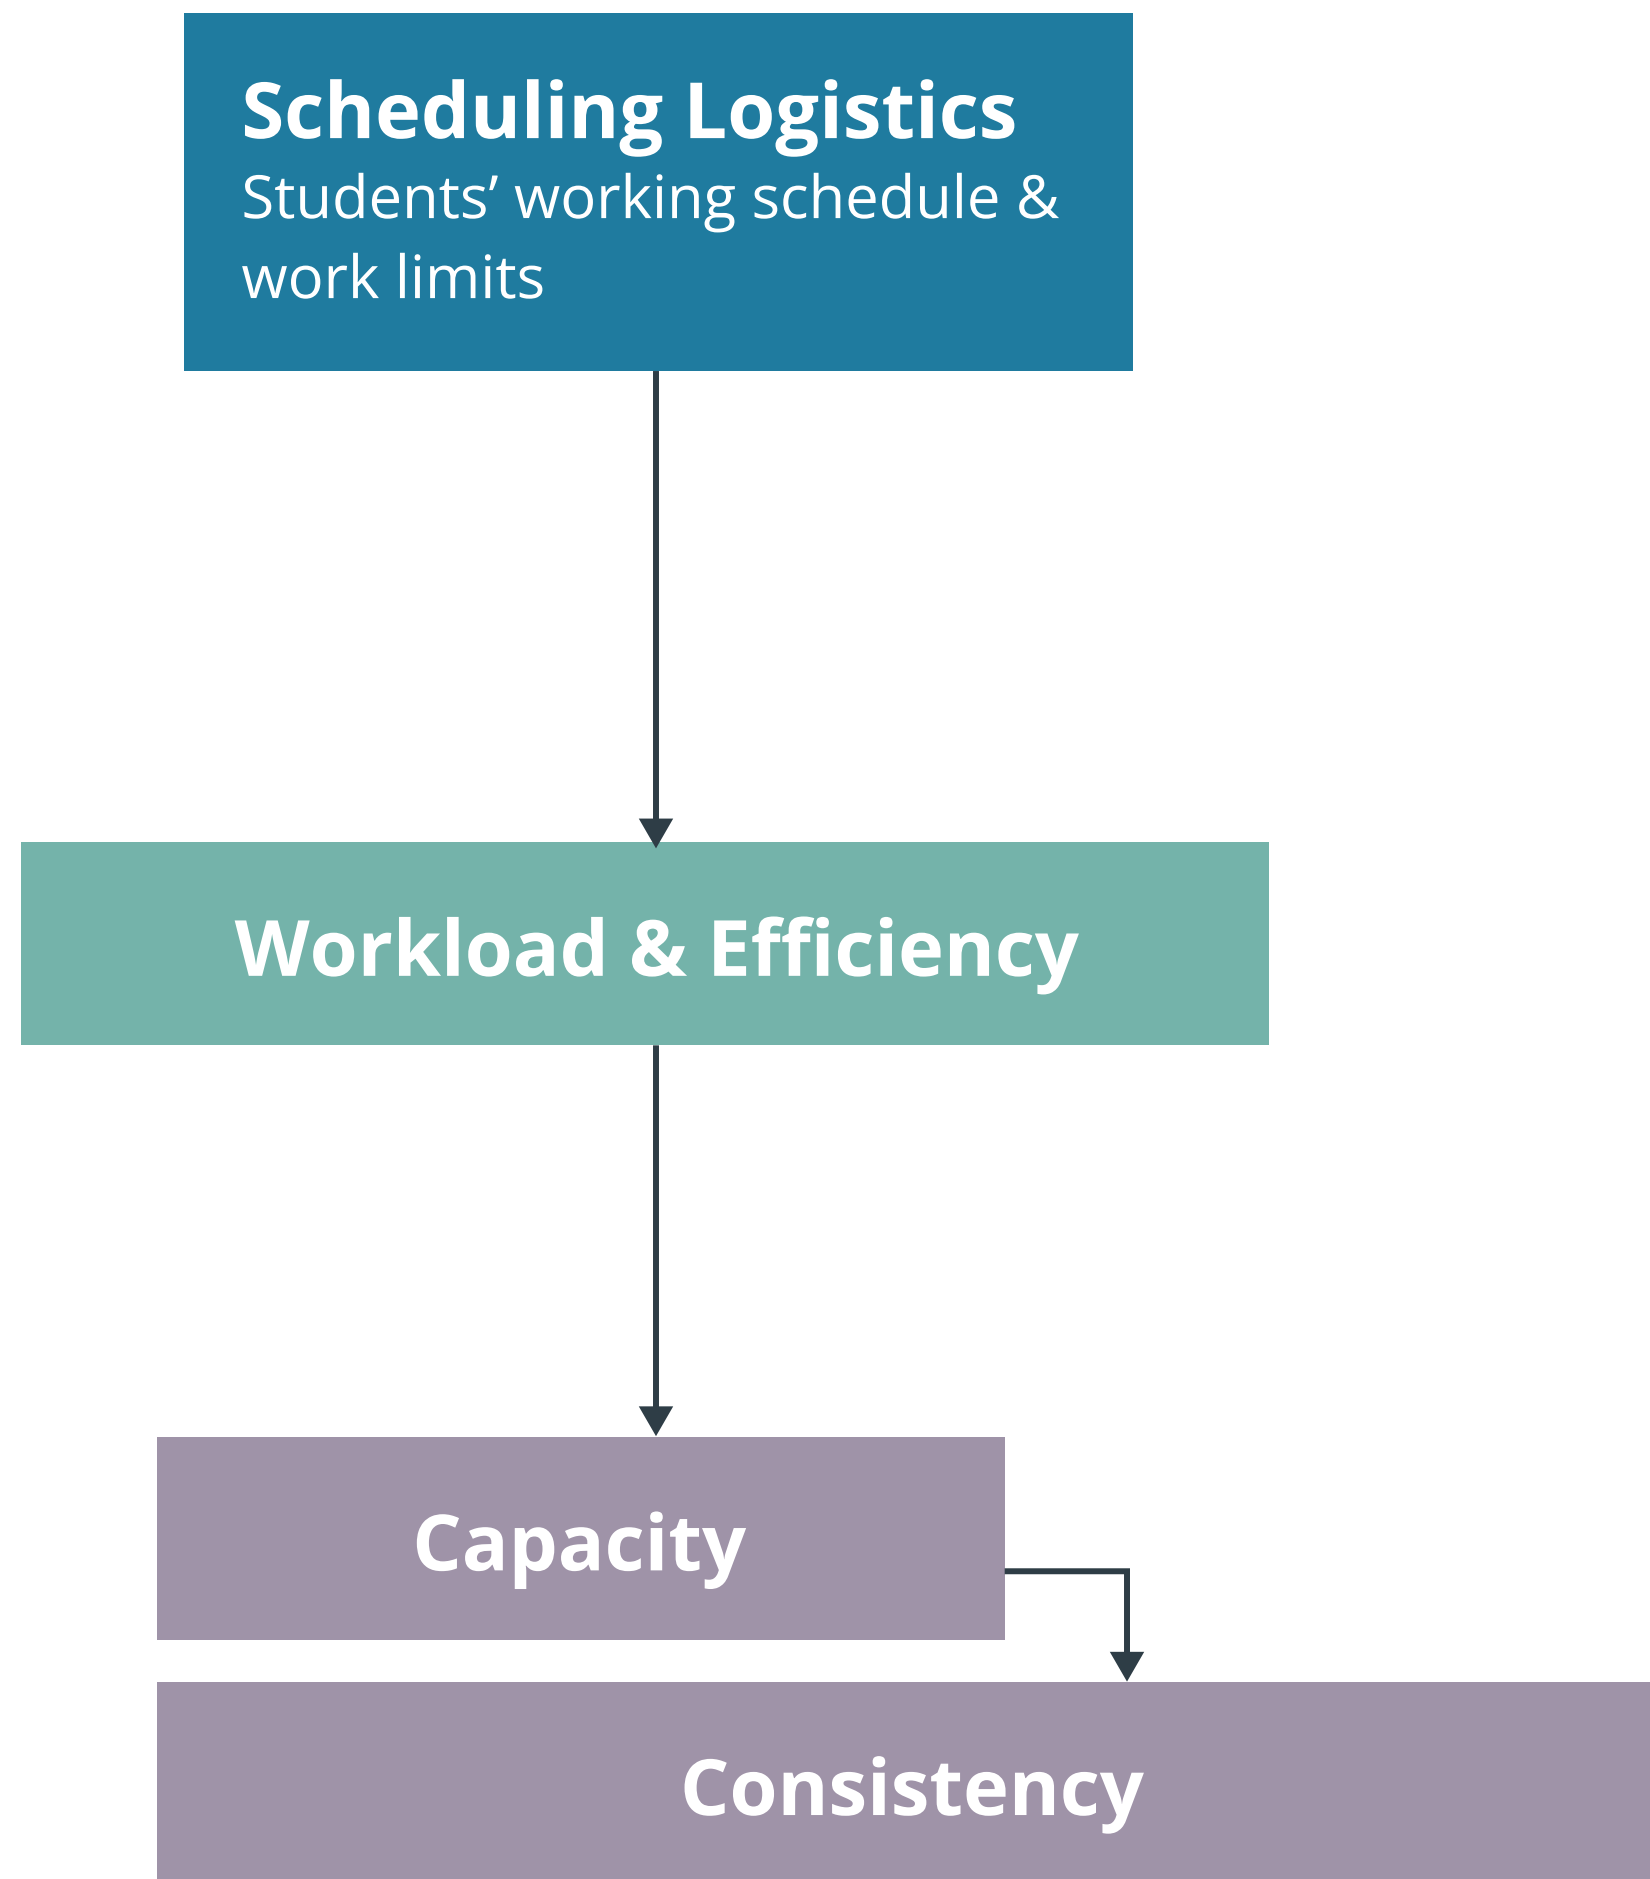 Scheduling Logistics
Students’ working schedule &
work limits
Workload & Efficiency
Capacity
Consistency